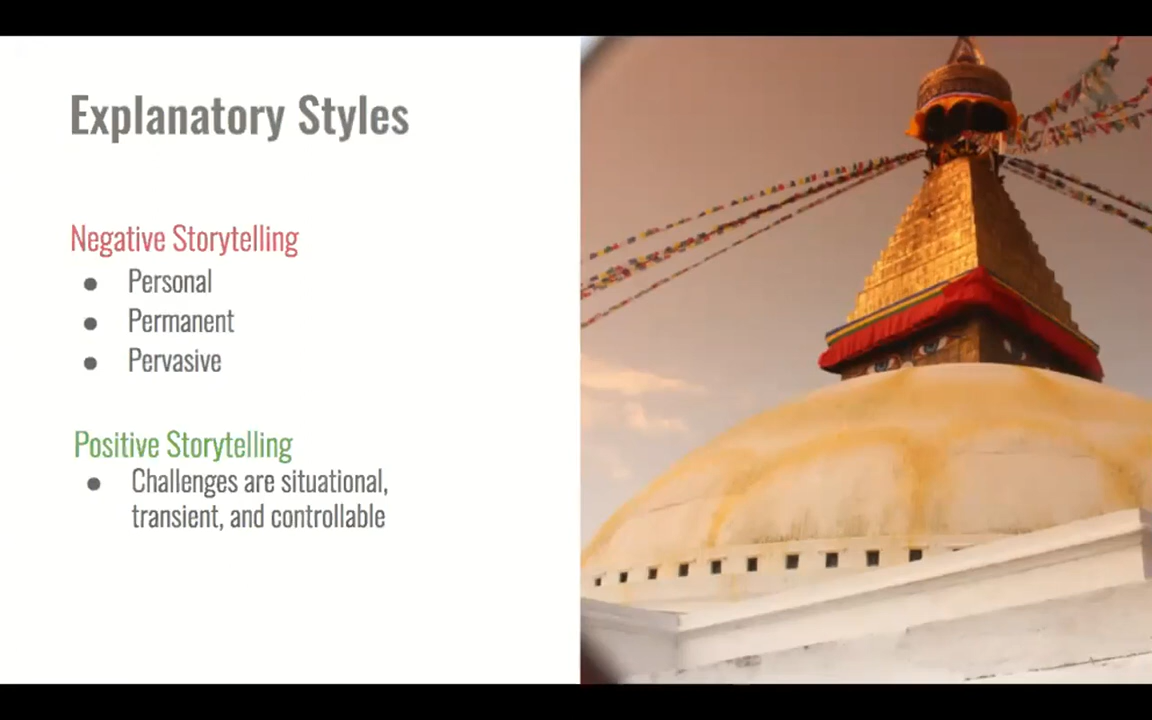 Explanatory Styles
Negative Storytelling
● Personal
● Permanent
● Pervasive
Positive Storytelling
● Challenges are situational,
transient, and controllable